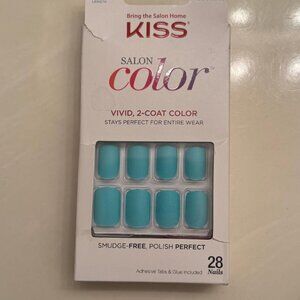 Bring the Salon Home
KISS
SALON
color
VIVID, 2-COAT COLOR
STAYS PERFECT FOR ENTIRE WEAR
SMUDGE-FREE, POLISH PERFECT
28
Nails
Adhesive Tabs & Glue Included